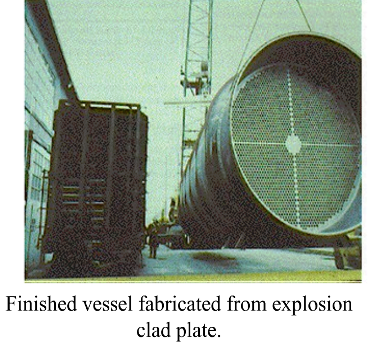 Finished vessel fabricated from explosion
clad plate.